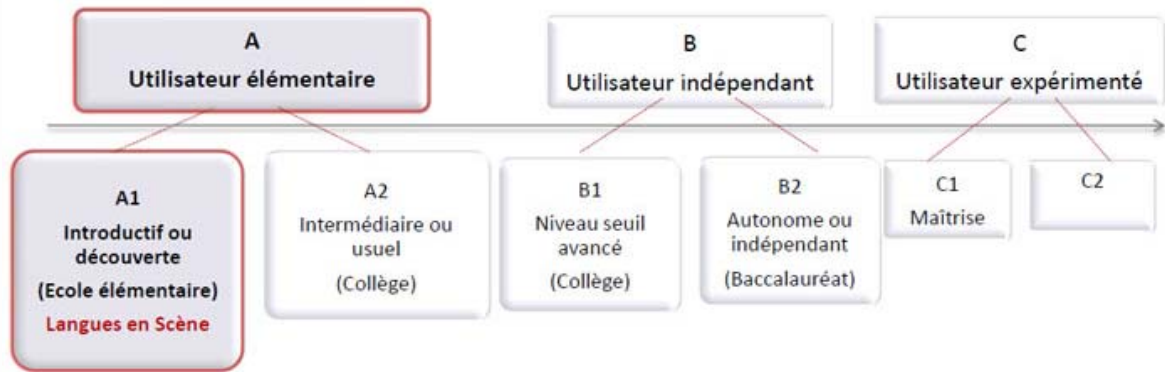 A
Utilisateur élémentaire
B
Utilisateur indépendant
C
Utilisateur expérimenté
A1
Introductif ou
découverte
(Ecole élémentaire)
Langues en Scène
A2
Intermédiaire ou
usuel
(Collège)
B1
Niveau seuil
avancé
(Collège)
B2
Autonome ou
indépendant
(Baccalauréat)
C1
Maîtrise
C2